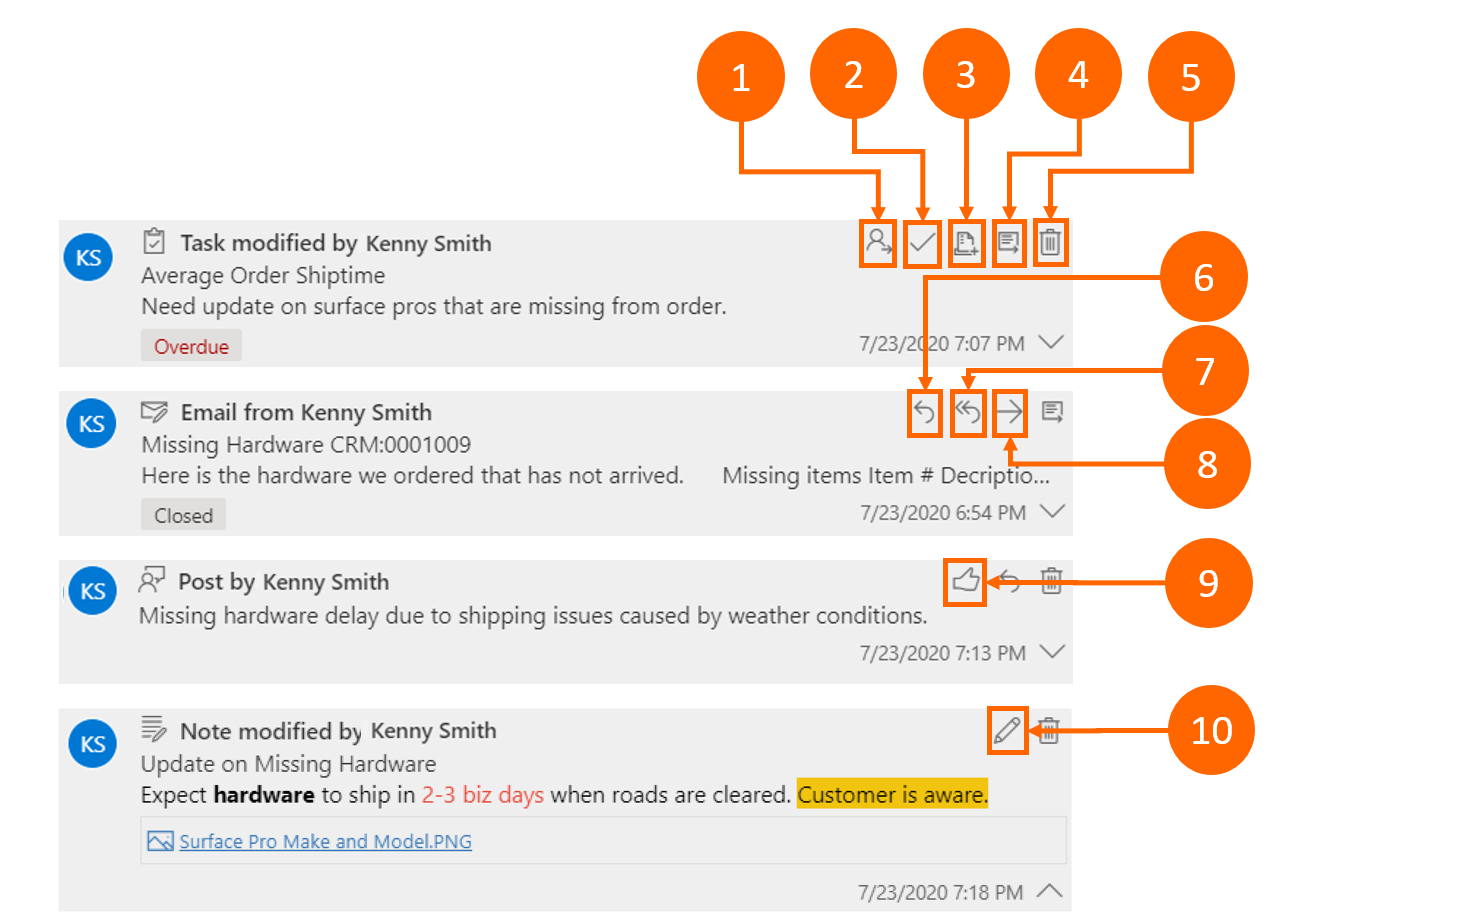 1 2 3 4 5
KS Task modified by Kenny Smith
Average Order Shiptime
Need update on surface pros that are missing from order.
Overdue
7/23/2020 7:07 PM
6
7
KS Email from Kenny Smith
Missing Hardware CRM:0001009
Here is the hardware we ordered that has not arrived. Missing items Item # Decriptio...
8
Closed
7/23/2020 6:54 PM
KS Post by Kenny Smith
9
Missing hardware delay due to shipping issues caused by weather conditions.
7/23/2020 7:13 PM
KS Note modified by Kenny Smith
10
Update on Missing Hardware
Expect hardware to ship in 2-3 biz days when roads are cleared. Customer is aware.
Surface Pro Make and Model.PNG
7/23/2020 7:18 PM